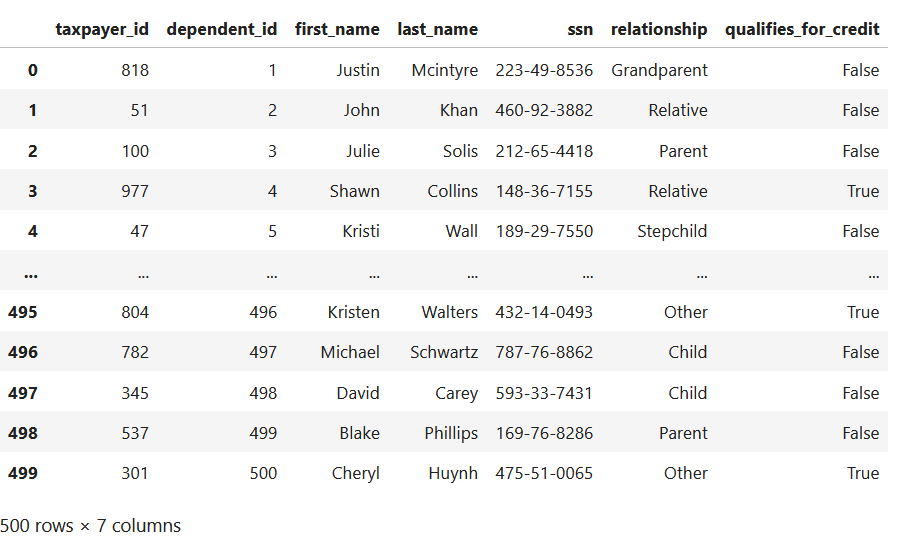 taxpayer_id dependent_id first_name last_name ssn relationship qualifies_for_credit
0 818 1 Justin Mcintyre 223-49-8536 Grandparent False
1 51 2 John Khan 460-92-3882 Relative False
2 100 3 Julie Solis 212-65-4418 Parent False
3 977 4 Shawn Collins 148-36-7155 Relative True
4 47 5 Kristi Wall 189-29-7550 Stepchild False
... ... ... ... ... ... ... ...
495 804 496 Kristen Walters 432-14-0493 Other True
496 782 497 Michael Schwartz 787-76-8862 Child False
497 345 498 David Carey 593-33-7431 Child False
498 537 499 Blake Phillips 169-76-8286 Parent False
499 301 500 Cheryl Huynh 475-51-0065 Other True
500 rows × 7 columns